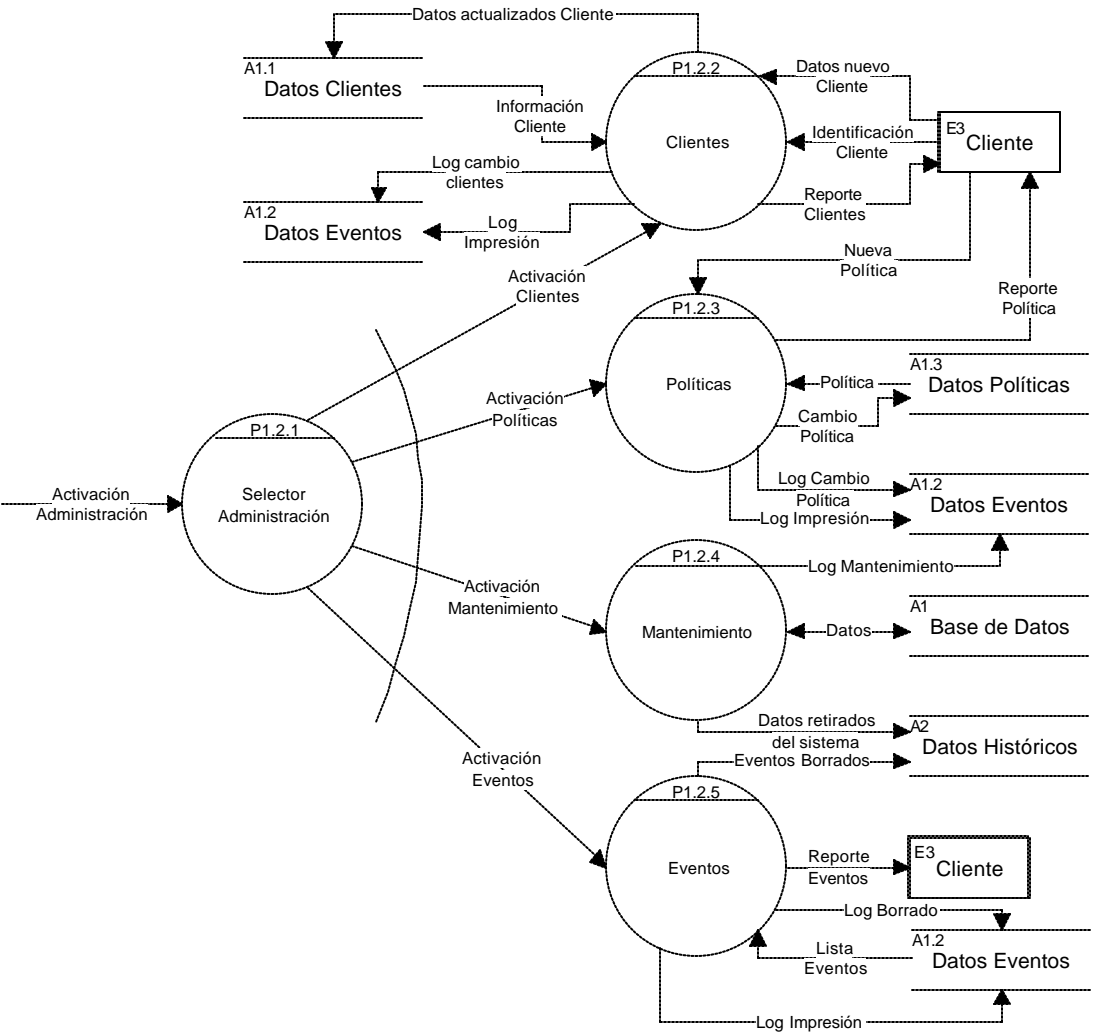 Datos actualizados Cliente
A1.1
Datos Clientes
P1.2.2
Clientes
Datos nuevo
Cliente
Información
Cliente
Identificación
Cliente
E3
Cliente
Log cambio
clientes
Reporte
Clientes
A1.2
Datos Eventos
Log
Impresión
Nueva
Política
Activación
Clientes
Reporte
Política
P1.2.3
Políticas
A1.3
Datos Políticas
Política
Cambio
Política
Activación
Políticas
P1.2.1
Selector
Administración
Activación
Administración
Log Cambio
Política
Log Impresión
A1.2
Datos Eventos
P1.2.4
Mantenimiento
Log Mantenimiento
Activación
Mantenimiento
A1
Base de Datos
Datos
Datos retirados
del sistema
A2
Datos Históricos
Eventos Borrados
Activación
Eventos
P1.2.5
Eventos
Reporte
Eventos
E3
Cliente
Log Borrado
Lista
Eventos
A1.2
Datos Eventos
Log Impresión